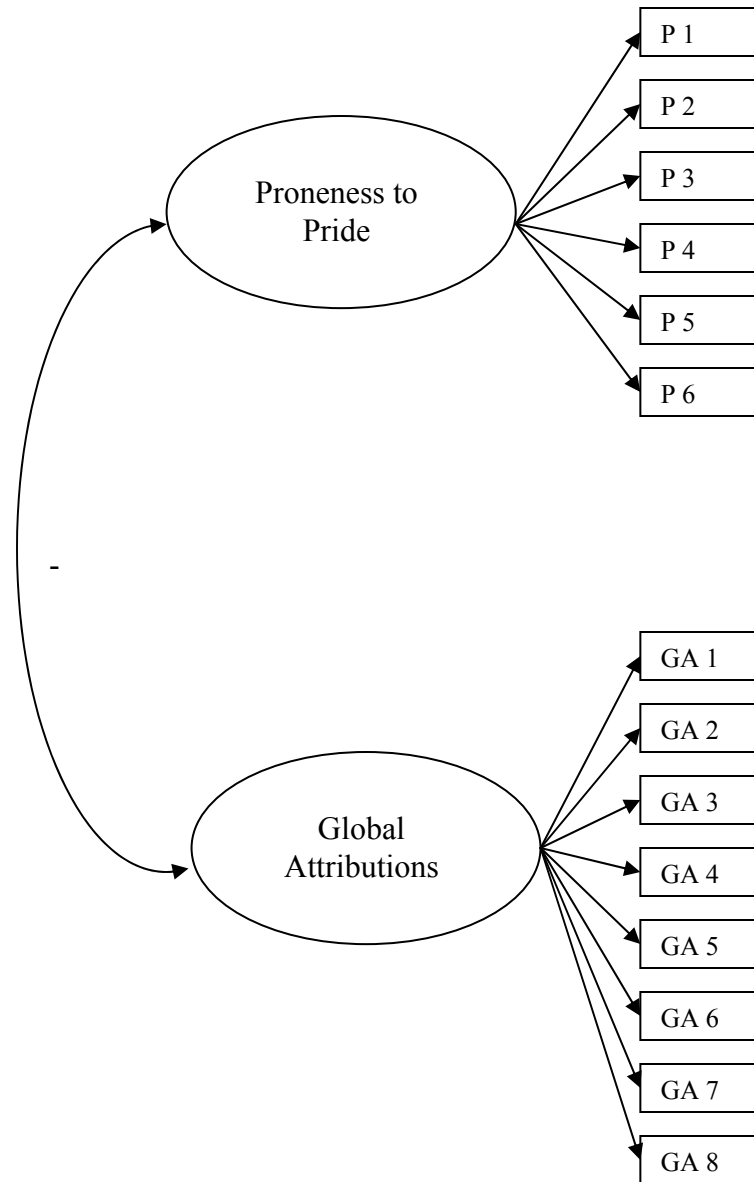 P 1
P 2
P 3
P 4
P 5
P 6
Proneness to
Pride
-
GA 1
GA 2
GA 3
GA 4
GA 5
GA 6
GA 7
GA 8
Global
Attributions